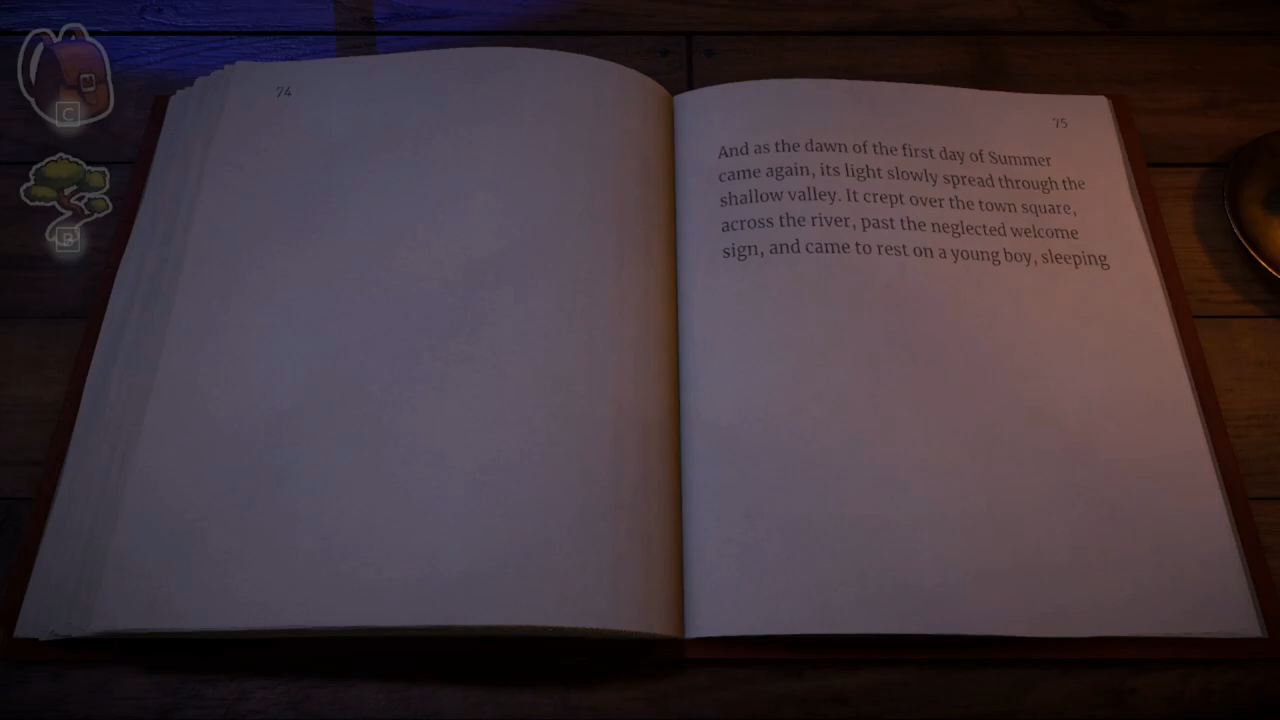 74
75
And as the dawn of the first day of Summer
came again, its light slowly spread through the
shallow valley. It crept over the town square,
across the river, past the neglected welcome
sign, and came to rest on a young boy, sleeping
C
B